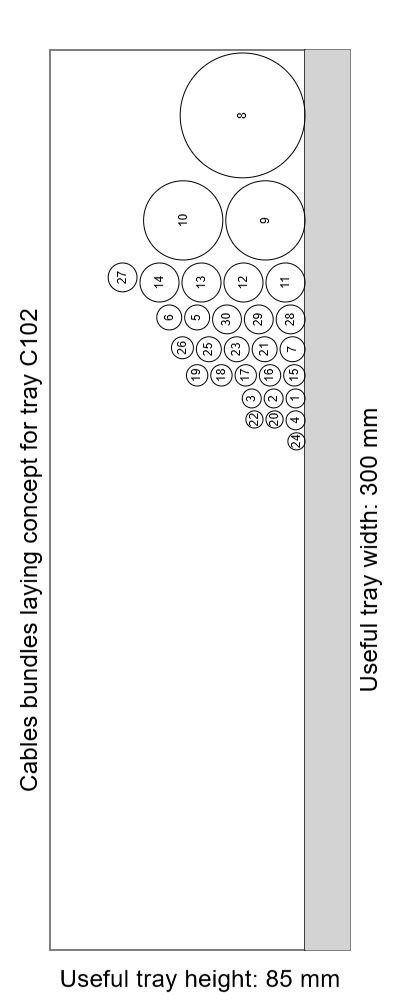 Cables bundles laying concept for tray C102
8
10 9
27 14 13 12 11
6 5 30 29 28
26 25 23 21 7
19 18 17 16 15
3 2 1
22 20 4
24
Useful tray width: 300 mm
Useful tray height: 85 mm